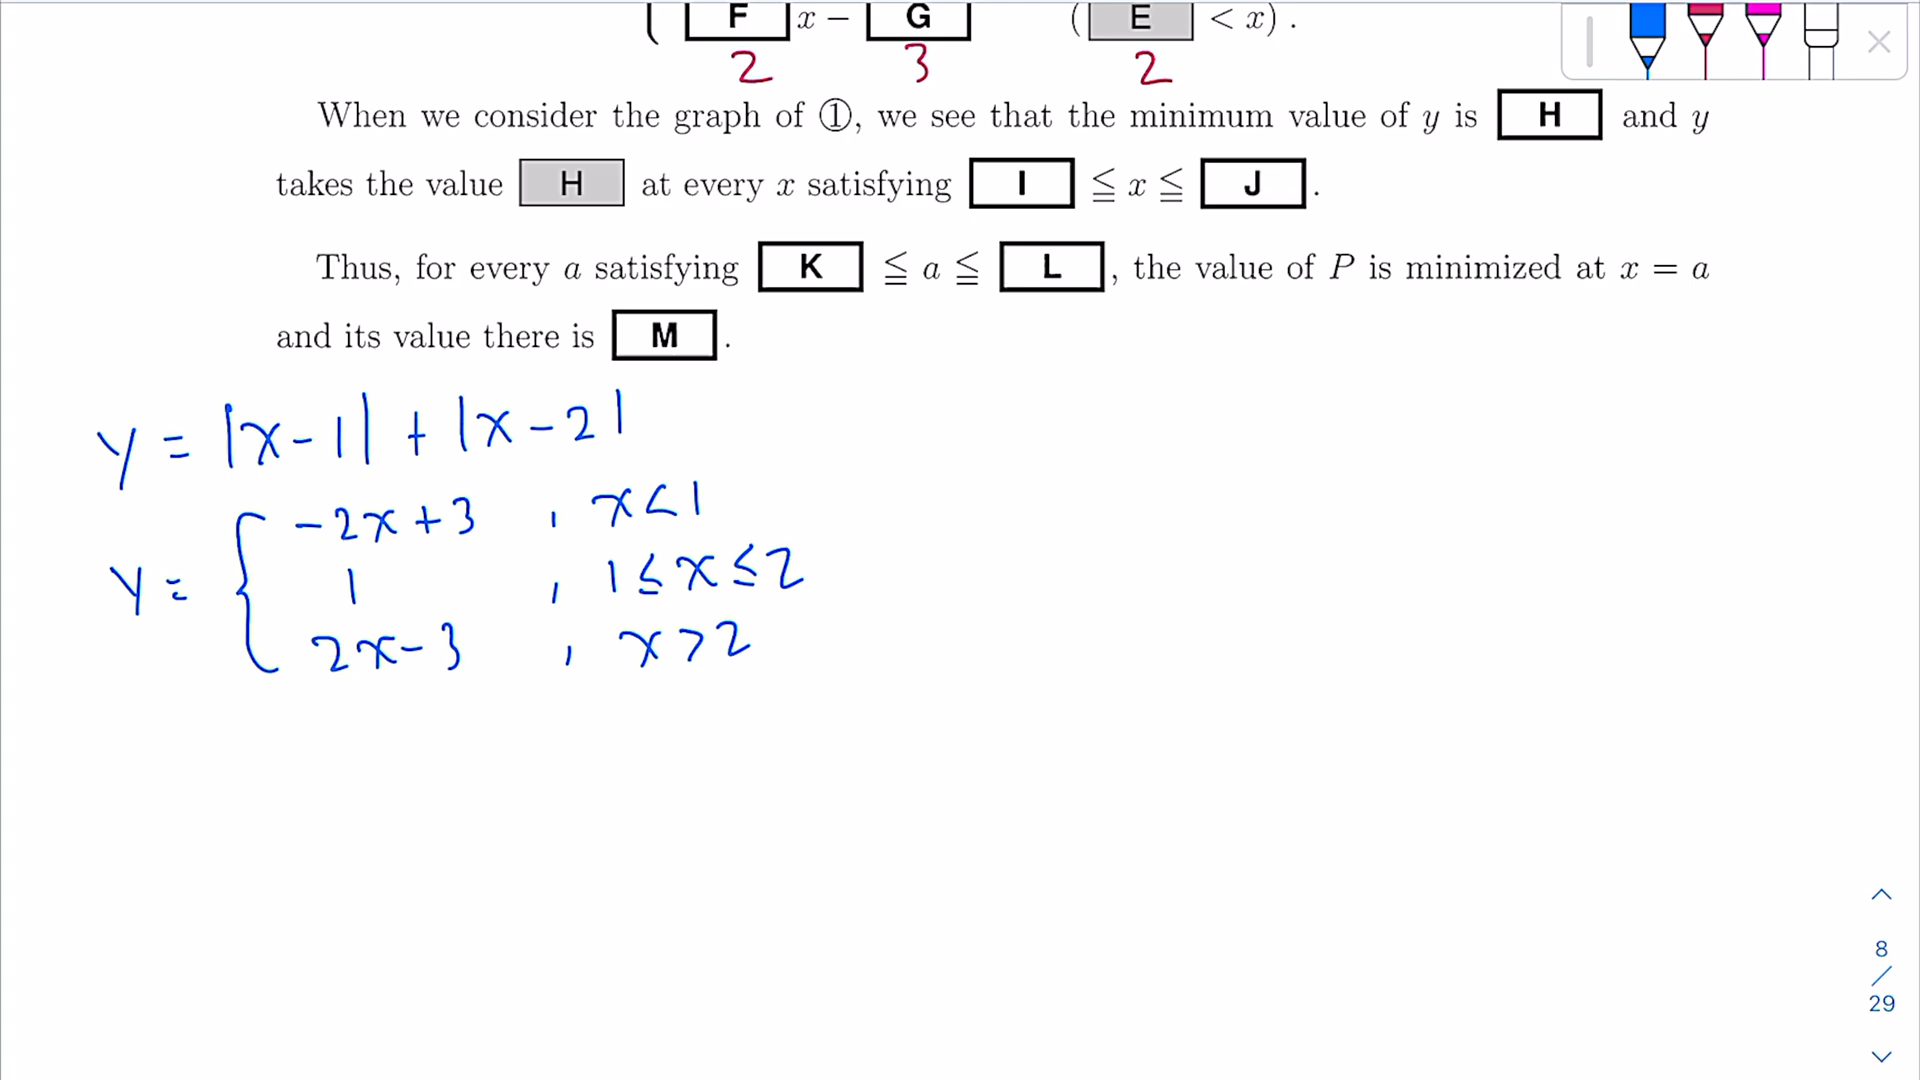 F x − G ( E < x) .
2 3 2
When we consider the graph of ①, we see that the minimum value of y is H and y
takes the value H at every x satisfying I ≦ x ≦ J .
Thus, for every a satisfying K ≦ a ≦ L , the value of P is minimized at x = a
and its value there is M .
y = |x-1| + |x-2|
-2x+3 , x<1
y = { 1 , 1≤x≤2
2x-3 , x>2
8
/
29